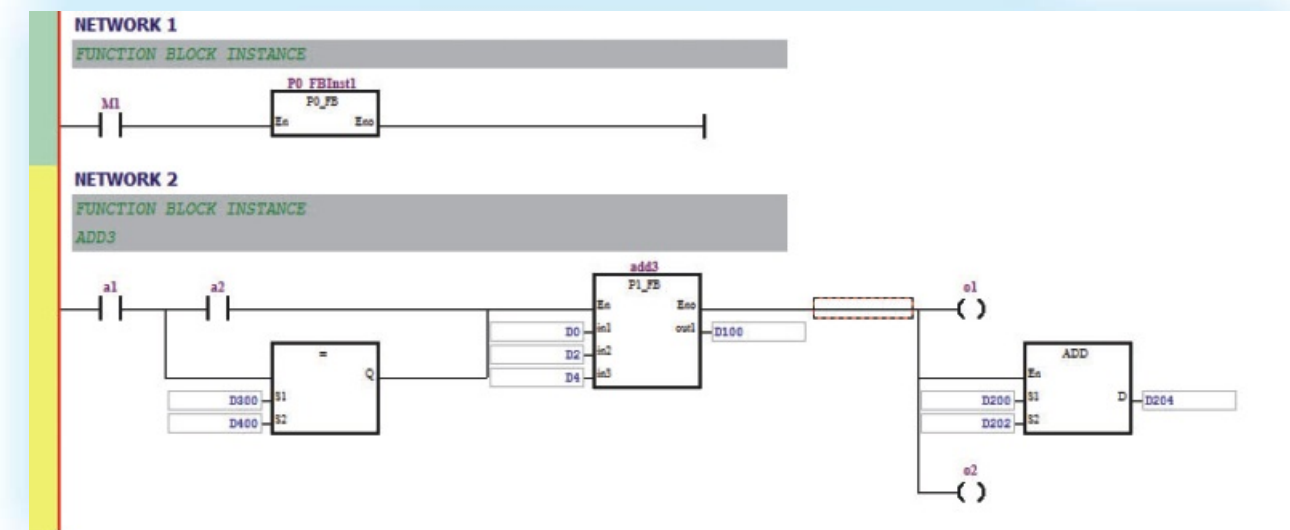 NETWORK 1
FUNCTION BLOCK INSTANCE
M1
P0_FBInst1
P0_FB
En Eno
NETWORK 2
FUNCTION BLOCK INSTANCE
ADD3
a1 a2 add3 o1
P1_FB
En Eno
D0 in1 out1 D100
D2 in2
D4 in3
=
Q
D300 S1
D400 S2
ADD
En
D200 S1 D D204
D202 S2
o2